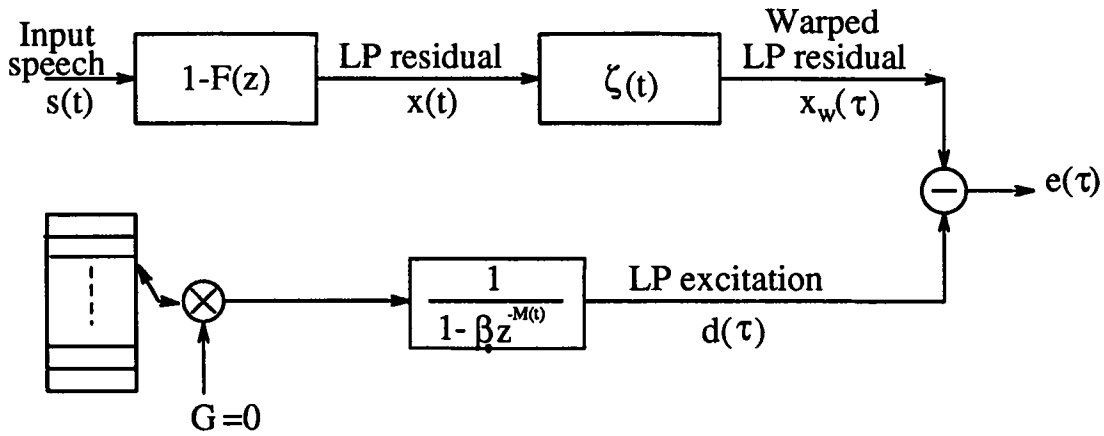 Input
speech
s(t)
1-F(z)
LP residual
x(t)
ζ(t)
Warped
LP residual
x_w(τ)
e(τ)
G=0
1
1- βz^-M(t)
LP excitation
d(τ)